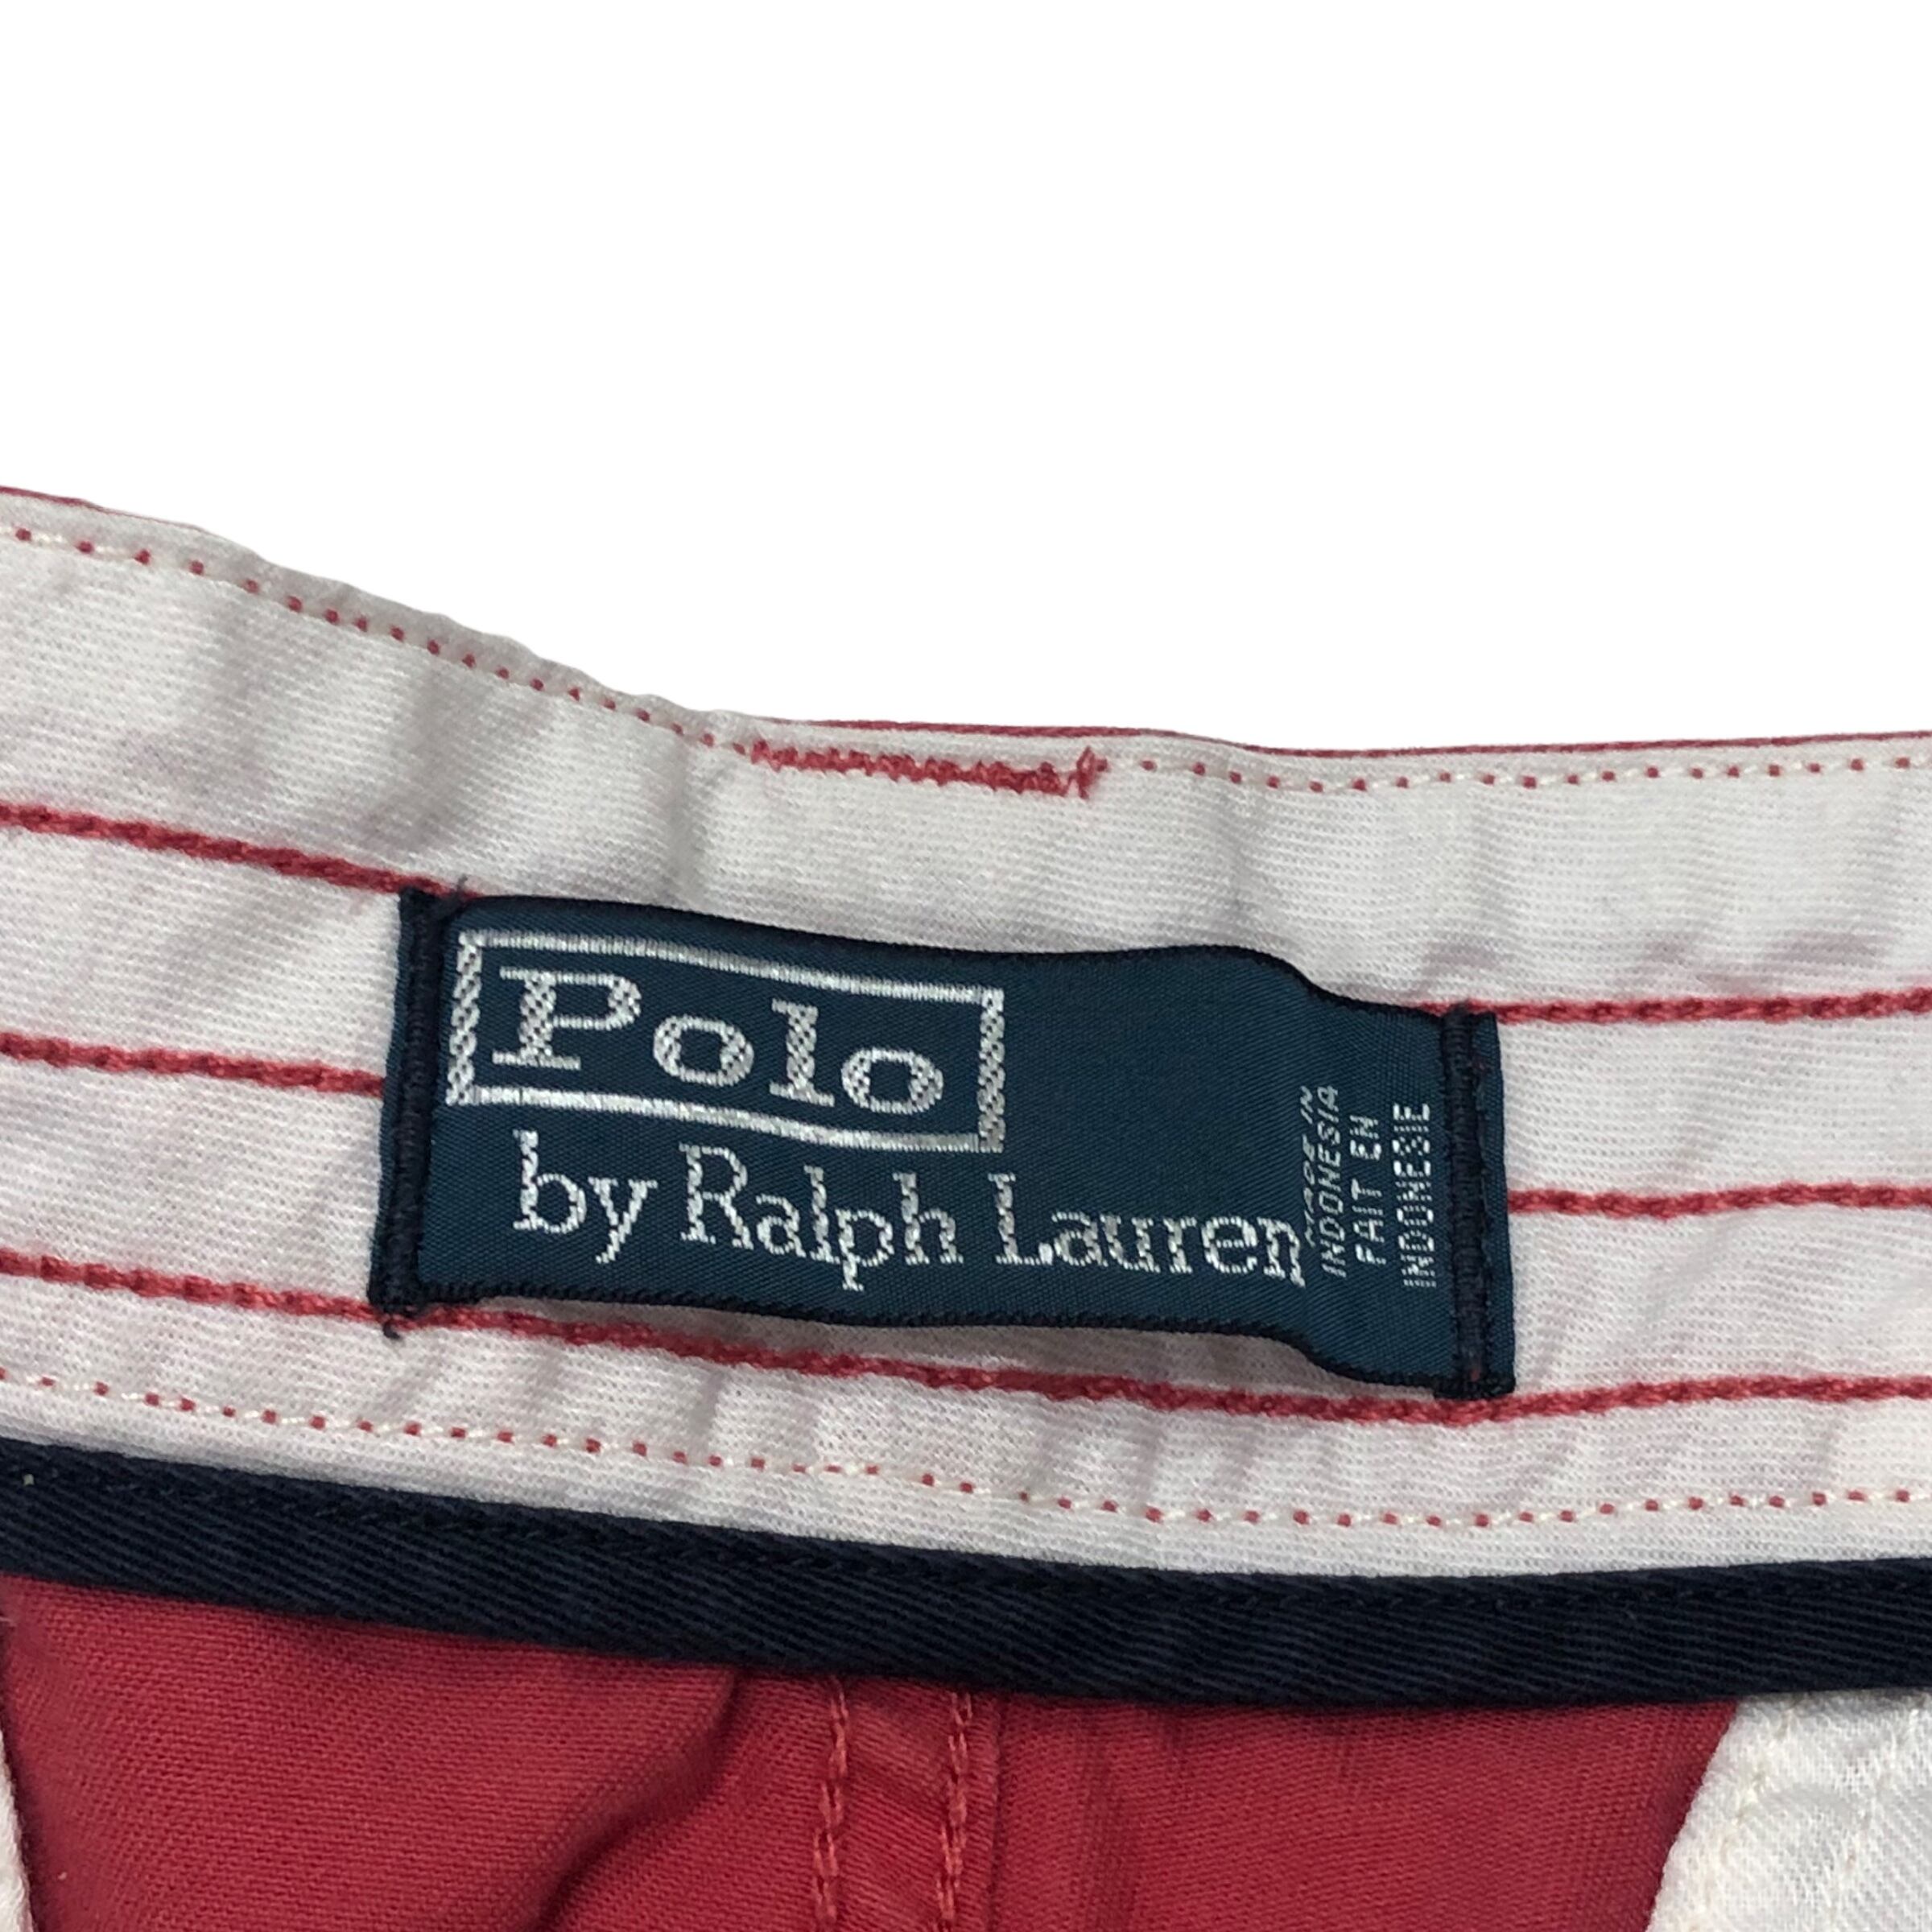 Polo
by Ralph Lauren
MADE IN
INDONESIA
FAIT EN
INDONESIE